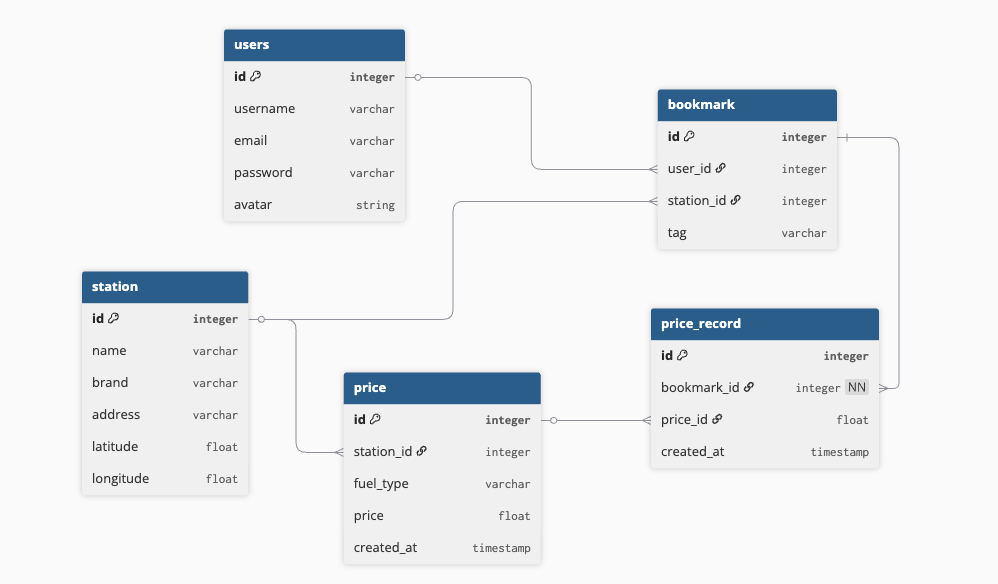 users
id integer
username varchar
email varchar
password varchar
avatar string
bookmark
id integer
user_id integer
station_id integer
tag varchar
station
id integer
name varchar
brand varchar
address varchar
latitude float
longitude float
price_record
id integer
bookmark_id integer NN
price_id float
created_at timestamp
price
id integer
station_id integer
fuel_type varchar
price float
created_at timestamp